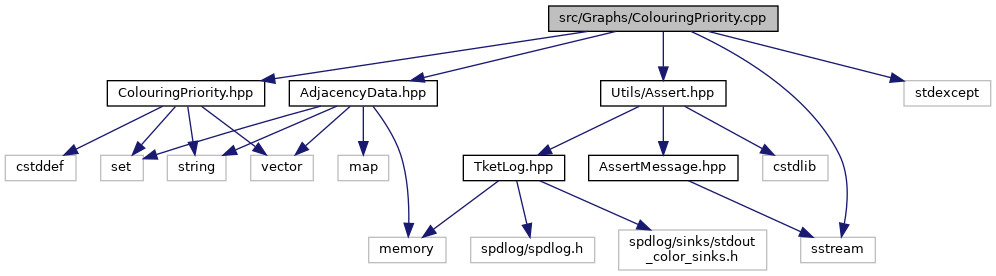 src/Graphs/ColouringPriority.cpp
ColouringPriority.hpp
AdjacencyData.hpp
Utils/Assert.hpp
stdexcept
cstddef
set
string
vector
map
TketLog.hpp
AssertMessage.hpp
cstdlib
memory
spdlog/spdlog.h
spdlog/sinks/stdout
_color_sinks.h
sstream